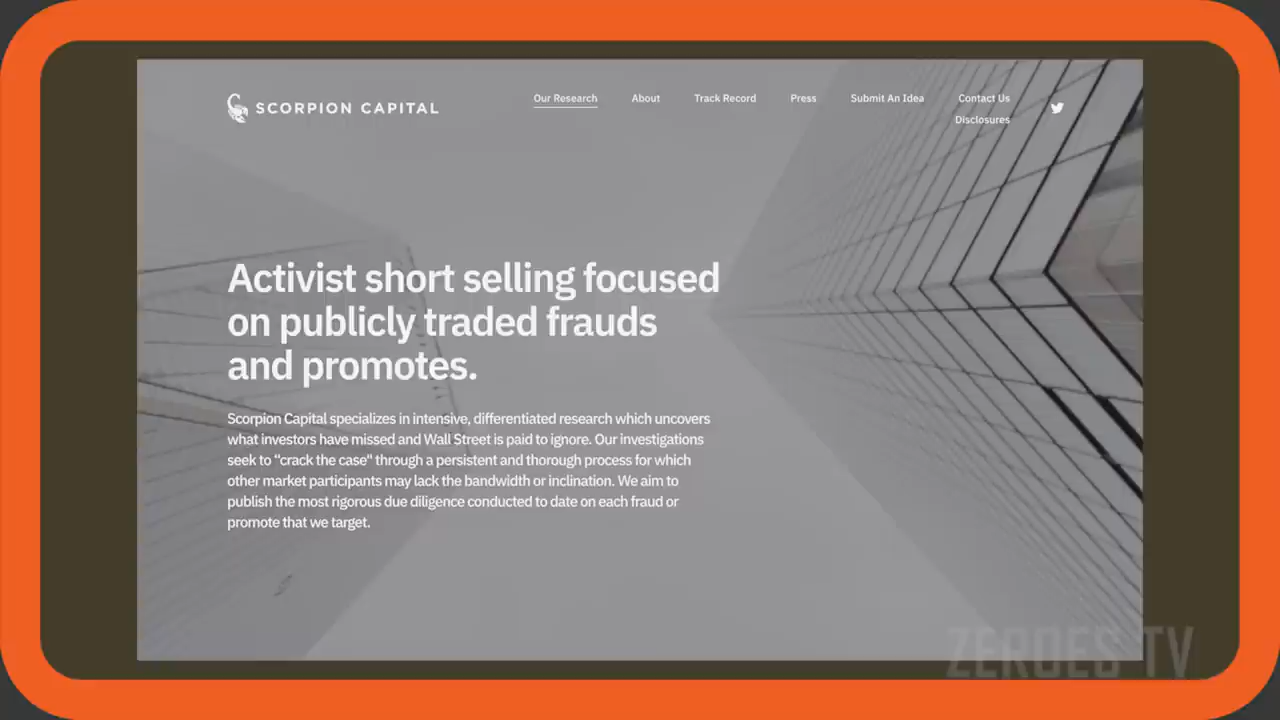 SCORPION CAPITAL
Our Research
About
Track Record
Press
Submit An Idea
Contact Us
Disclosures
Activist short selling focused
on publicly traded frauds
and promotes.
Scorpion Capital specializes in intensive, differentiated research which uncovers
what investors have missed and Wall Street is paid to ignore. Our investigations
seek to "crack the case" through a persistent and thorough process for which
other market participants may lack the bandwidth or inclination. We aim to
publish the most rigorous due diligence conducted to date on each fraud or
promote that we target.
ZEROES TV